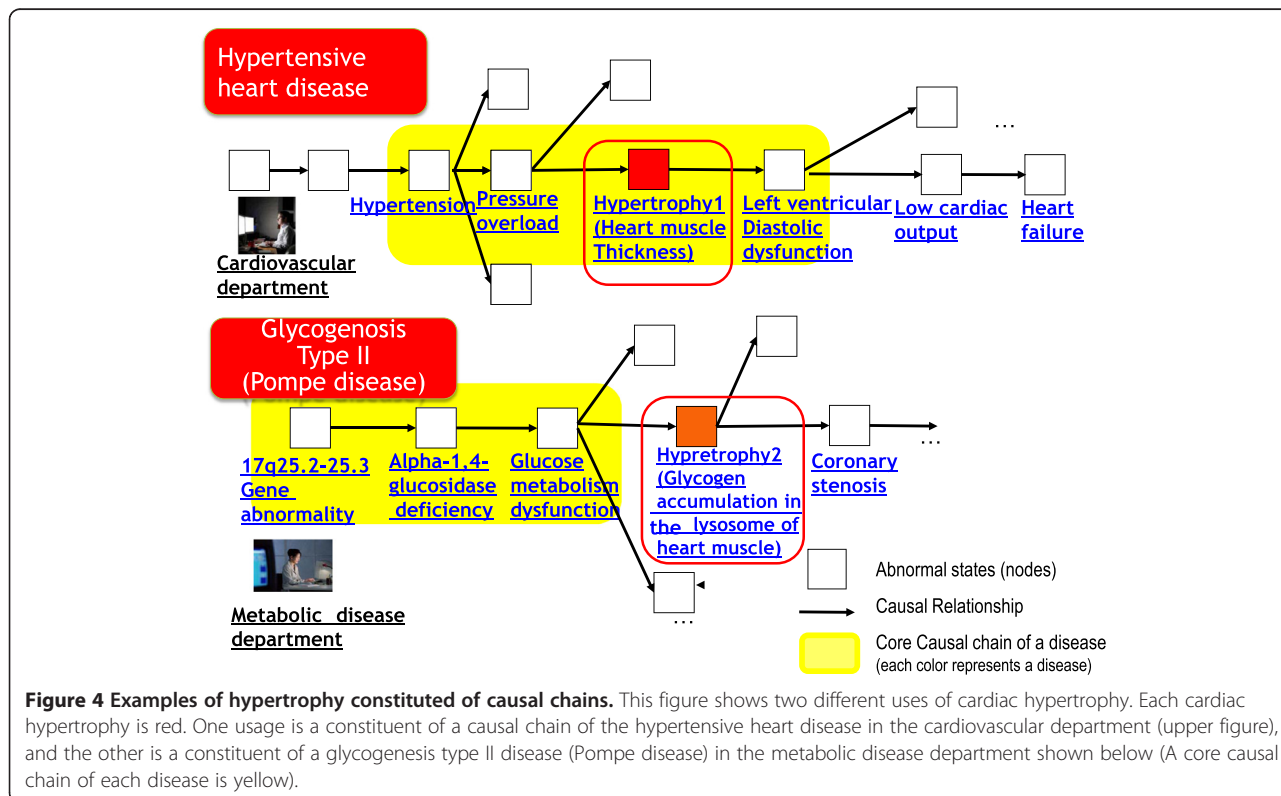 Hypertensive
heart disease
...
Hypertension
Pressure
overload
Hypertrophy1
(Heart muscle
Thickness)
Left ventricular
Diastolic
dysfunction
Low cardiac
output
Heart
failure
Cardiovascular
department
Glycogenosis
Type II
(Pompe disease)
17q25.2-25.3
Gene
abnormality
Alpha-1,4-
glucosidase
deficiency
Glucose
metabolism
dysfunction
Hypretrophy2
(Glycogen
accumulation in
the lysosome of
heart muscle)
Coronary
stenosis
...
...
Metabolic disease
department
Abnormal states (nodes)
Causal Relationship
Core Causal chain of a disease
(each color represents a disease)
Figure 4 Examples of hypertrophy constituted of causal chains. This figure shows two different uses of cardiac hypertrophy. Each cardiac
hypertrophy is red. One usage is a constituent of a causal chain of the hypertensive heart disease in the cardiovascular department (upper figure),
and the other is a constituent of a glycogenesis type II disease (Pompe disease) in the metabolic disease department shown below (A core causal
chain of each disease is yellow).